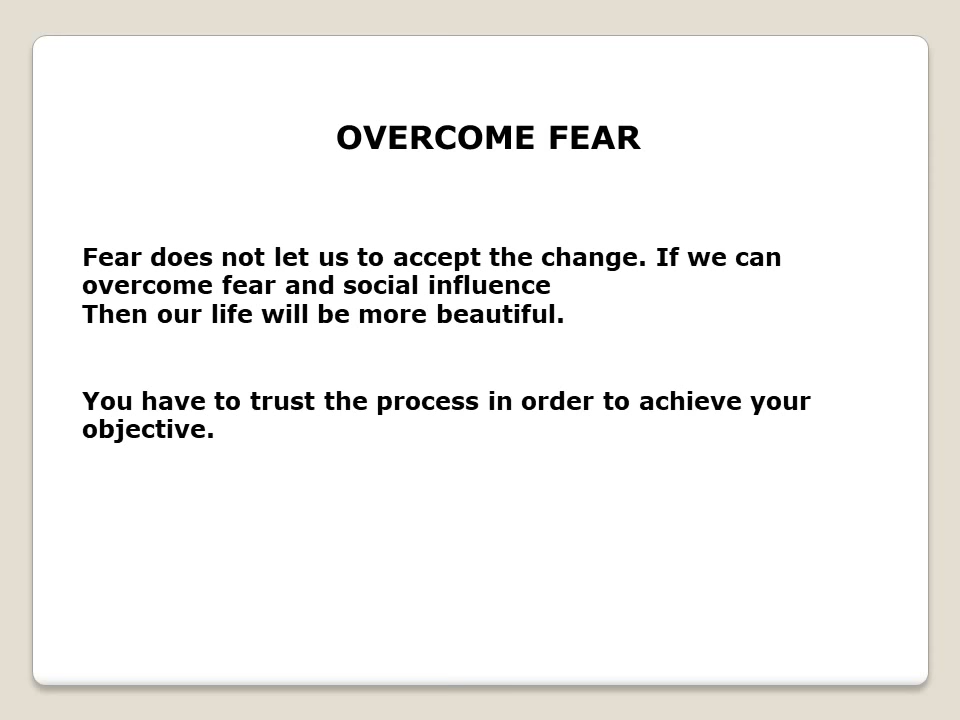 OVERCOME FEAR
Fear does not let us to accept the change. If we can
overcome fear and social influence
Then our life will be more beautiful.
You have to trust the process in order to achieve your
objective.